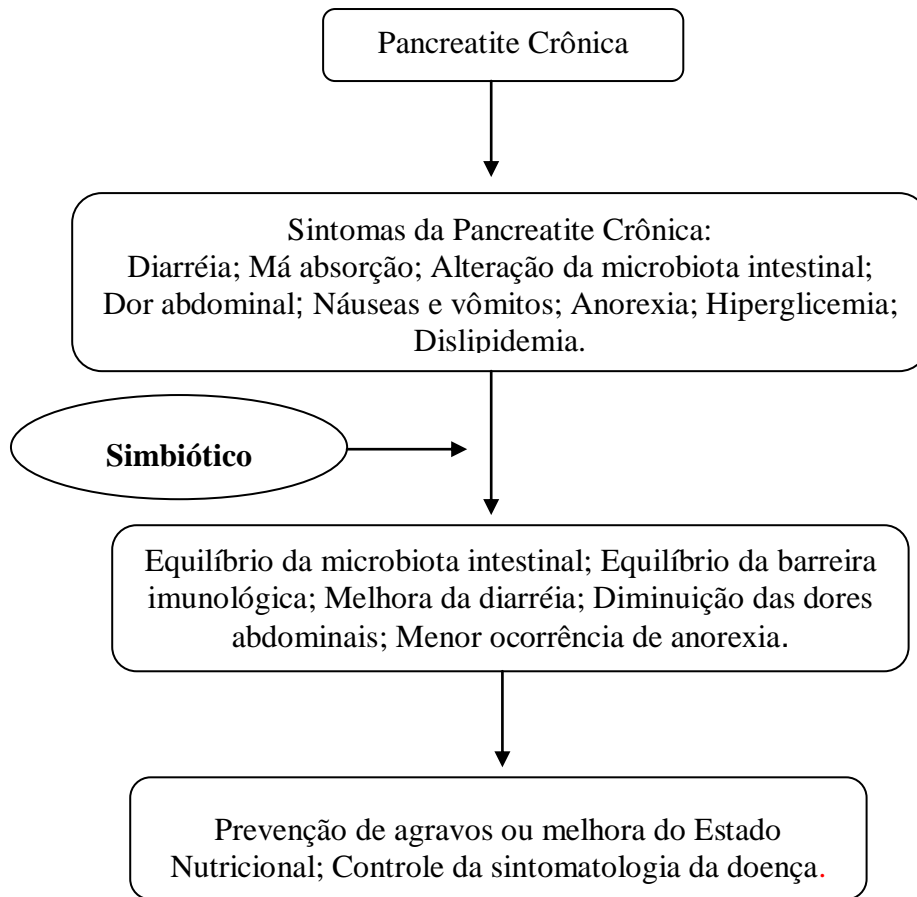 Pancreatite Crônica
Sintomas da Pancreatite Crônica:
Diarréia; Má absorção; Alteração da microbiota intestinal;
Dor abdominal; Náuseas e vômitos; Anorexia; Hiperglicemia;
Dislipidemia.
Simbiótico
Equilíbrio da microbiota intestinal; Equilíbrio da barreira
imunológica; Melhora da diarréia; Diminuição das dores
abdominais; Menor ocorrência de anorexia.
Prevenção de agravos ou melhora do Estado
Nutricional; Controle da sintomatologia da doença.